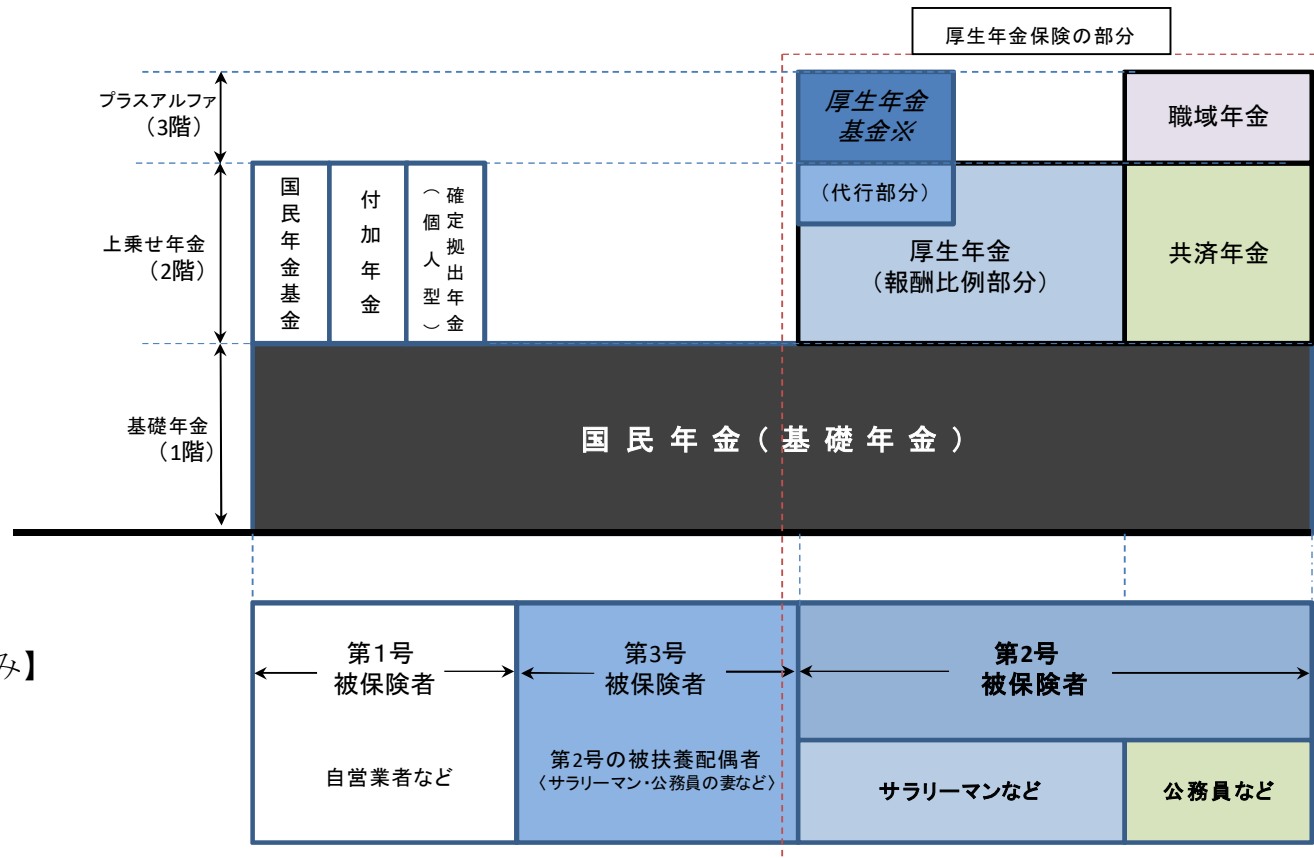 厚生年金保険の部分
プラスアルファ
（3階）
厚生年金
基金※
職域年金
上乗せ年金
（2階）
国民年金基金
付加年金
確定拠出年金
（個人型）
（代行部分）
厚生年金
（報酬比例部分）
共済年金
基礎年金
（1階）
国民年金（基礎年金）
み】
第１号
被保険者
第3号
被保険者
第2号
被保険者
自営業者など
第2号の被扶養配偶者
〈サラリーマン・公務員の妻など〉
サラリーマンなど
公務員など